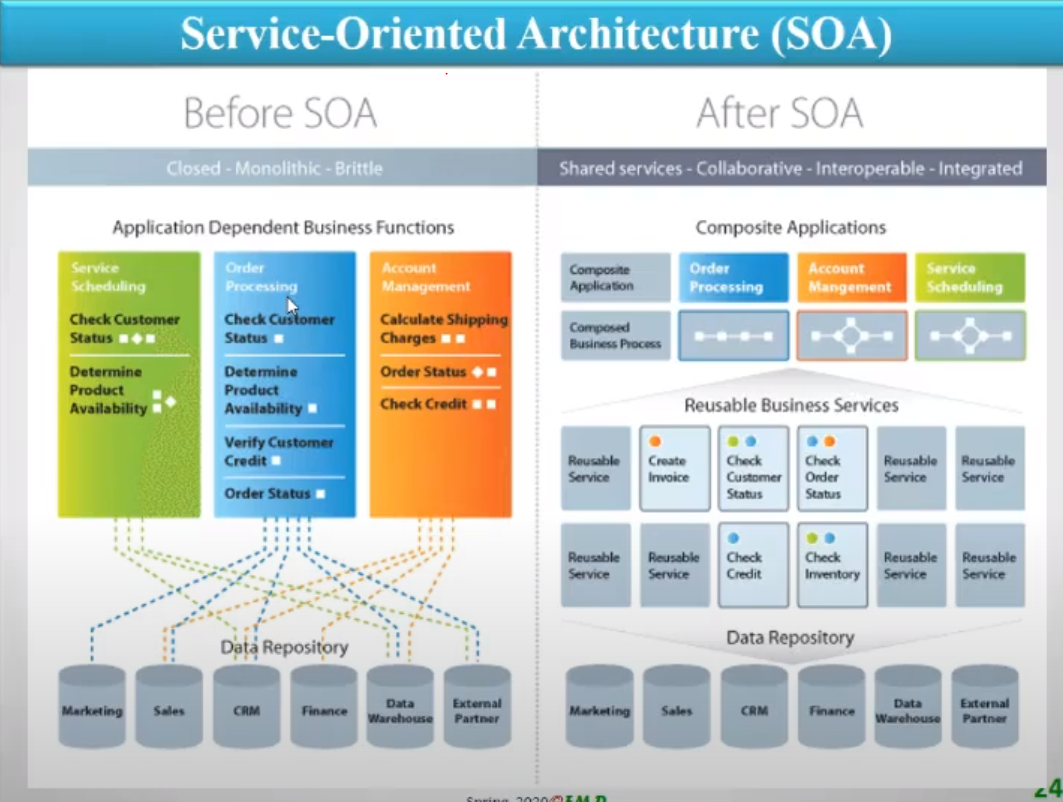 Service-Oriented Architecture (SOA)
Before SOA
Closed - Monolithic - Brittle
Application Dependent Business Functions
Service
Scheduling
Check Customer
Status
Determine
Product
Availability
Order
Processing
Check Customer
Status
Determine
Product
Availability
Verify Customer
Credit
Order Status
Account
Management
Calculate Shipping
Charges
Order Status
Check Credit
Data Repository
Marketing
Sales
CRM
Finance
Data
Warehouse
External
Partner
After SOA
Shared services - Collaborative - Interoperable - Integrated
Composite Applications
Composite
Application
Order
Processing
Account
Mangement
Service
Scheduling
Composed
Business Process
Reusable Business Services
Reusable
Service
Create
Invoice
Check
Customer
Status
Check
Order
Status
Reusable
Service
Reusable
Service
Reusable
Service
Reusable
Service
Check
Credit
Check
Inventory
Reusable
Service
Reusable
Service
Data Repository
Marketing
Sales
CRM
Finance
Data
Warehouse
External
Partner
24